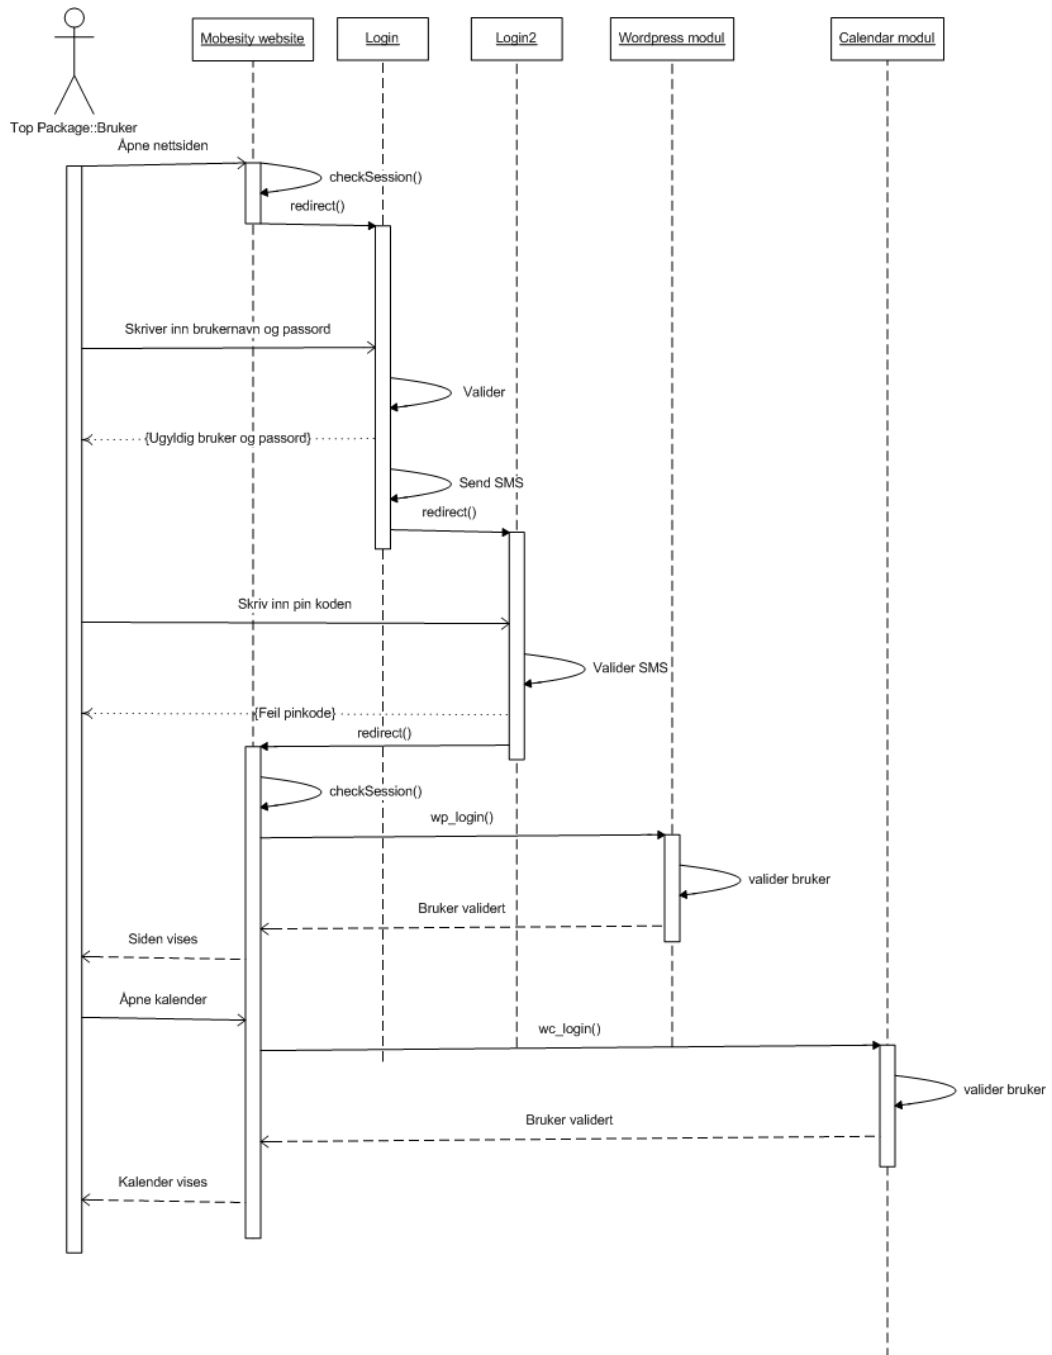 Mobesity website
Login
Login2
Wordpress modul
Calendar modul
Top Package::Bruker
Åpne nettsiden
checkSession()
redirect()
Skriver inn brukernavn og passord
Valider
{Ugyldig bruker og passord}
Send SMS
redirect()
Skriv inn pin koden
Valider SMS
{Feil pinkode}
redirect()
checkSession()
wp_login()
valider bruker
Bruker validert
Siden vises
Åpne kalender
wc_login()
valider bruker
Bruker validert
Kalender vises